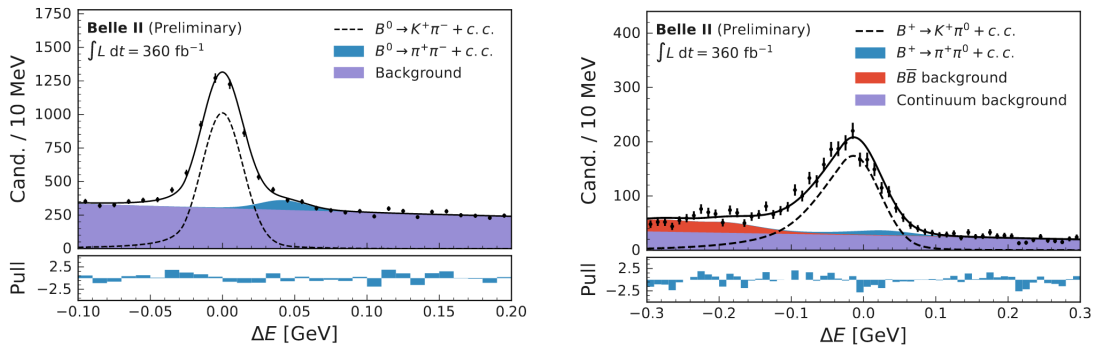 Belle II (Preliminary)
∫L dt = 360 fb⁻¹
B⁰ → K⁺π⁻ + c. c.
B⁰ → π⁺π⁻ + c. c.
Background
Cand. / 10 MeV
1750
1500
1250
1000
750
500
250
0
Pull
2.5
−2.5
−0.10
−0.05
0.00
0.05
0.10
0.15
0.20
ΔE [GeV]
Belle II (Preliminary)
∫L dt = 360 fb⁻¹
B⁺ → K⁺π⁰ + c. c.
B⁺ → π⁺π⁰ + c. c.
BB̅ background
Continuum background
Cand. / 10 MeV
400
300
200
100
0
Pull
2.5
−2.5
−0.3
−0.2
−0.1
0.0
0.1
0.2
0.3
ΔE [GeV]